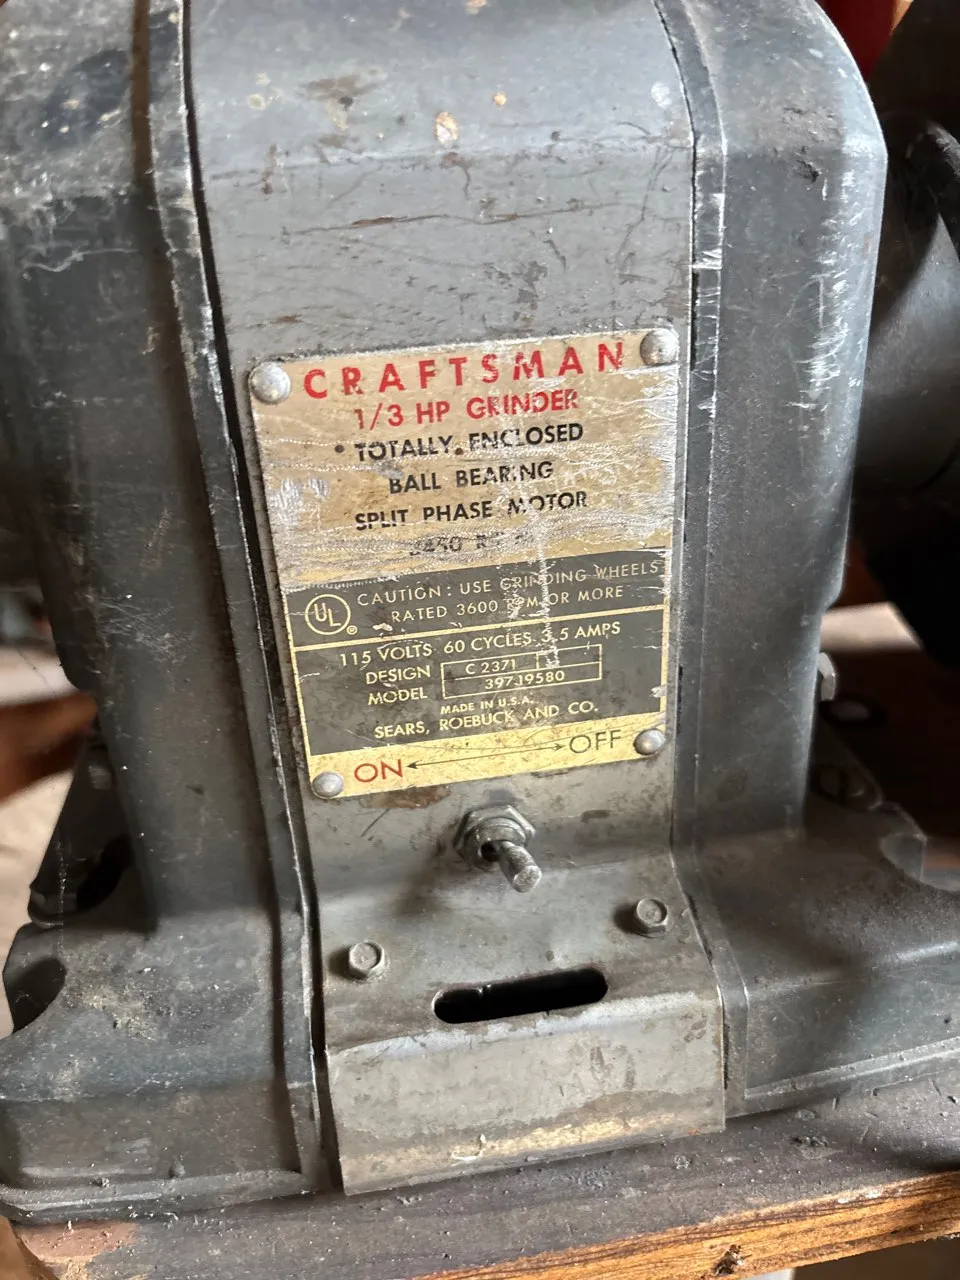 CRAFTSMAN
1/3 HP GRINDER
• TOTALLY ENCLOSED
BALL BEARING
SPLIT PHASE MOTOR
UL ®
CAUTION: USE GRINDING WHEELS
RATED 3600 RPM OR MORE
115 VOLTS 60 CYCLES 3.5 AMPS
DESIGN C 2371
MODEL 397.19580
MADE IN U.S.A.
SEARS, ROEBUCK AND CO.
ON OFF